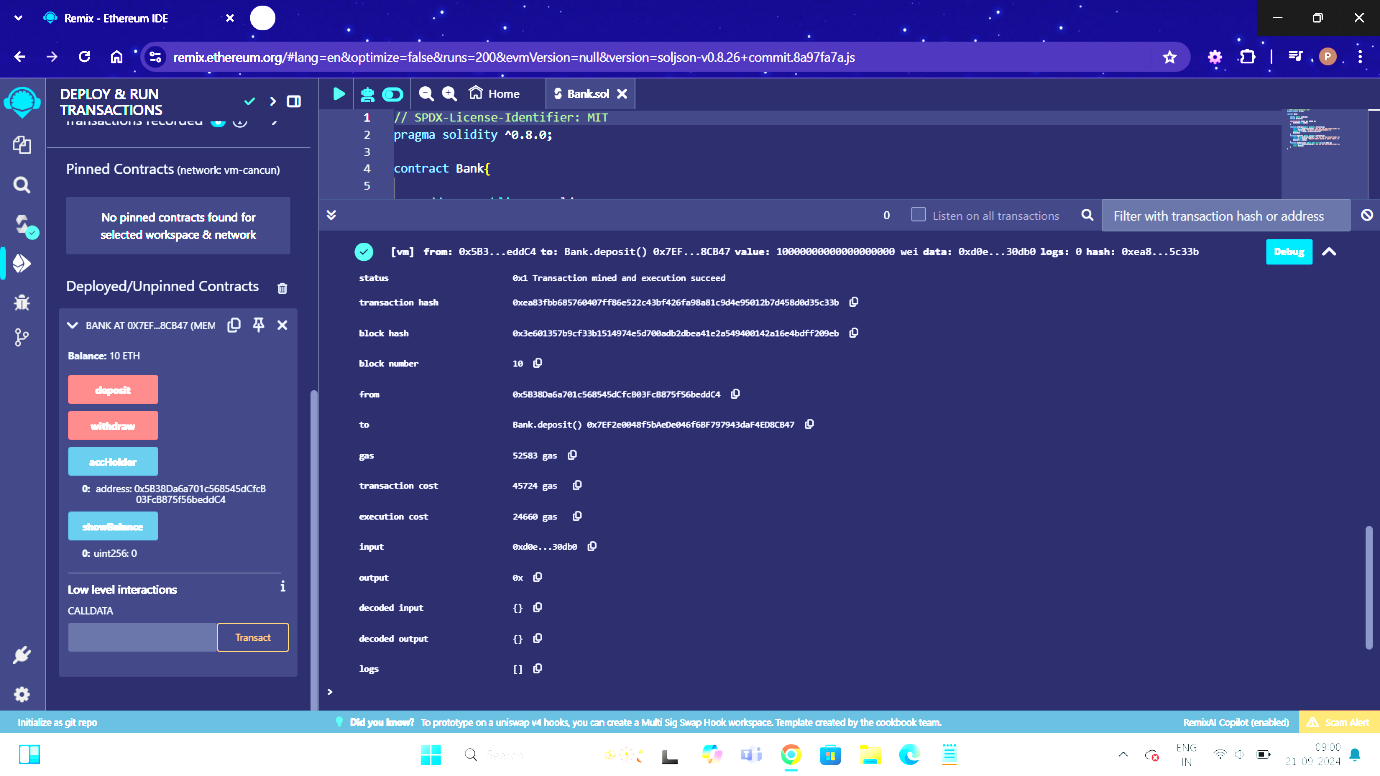 Remix - Ethereum IDE
remix.ethereum.org/#lang=en&optimize=false&runs=200&evmVersion=null&version=soljson-v0.8.26+commit.8a97fa7a.js
P
DEPLOY & RUN
TRANSACTIONS
Transactions recorded
Pinned Contracts (network: vm-cancun)
No pinned contracts found for
selected workspace & network
Deployed/Unpinned Contracts
BANK AT 0X7EF...8CB47 (MEM
Balance: 10 ETH
deposit
withdraw
accHolder
0: address: 0x5B38Da6a701c568545dCfcB
03FcB875f56beddC4
showBalance
0: uint256: 0
Low level interactions
i
CALLDATA
Transact
Home
Bank.sol
1 // SPDX-License-Identifier: MIT
2 pragma solidity ^0.8.0;
3
4 contract Bank{
5
0
Listen on all transactions
Filter with transaction hash or address
[vm] from: 0x5B3...eddC4 to: Bank.deposit() 0x7EF...8CB47 value: 10000000000000000000 wei data: 0xd0e...30db0 logs: 0 hash: 0xea8...5c33b
Debug
status 0x1 Transaction mined and execution succeed
transaction hash 0xea83fbb685760407ff86e522c43bf426fa98a81c9d4e95012b7d458d0d35c33b
block hash 0x3e601357b9cf33b1514974e5d700adb2dbea41e2a549400142a16e4bdff209eb
block number 10
from 0x5B38Da6a701c568545dCfcB03FcB875f56beddC4
to Bank.deposit() 0x7EF2e0048f5bAeDe046f6BF797943daF4ED8CB47
gas 52583 gas
transaction cost 45724 gas
execution cost 24660 gas
input 0xd0e...30db0
output 0x
decoded input {}
decoded output {}
logs []
>
Initialize as git repo
Did you know? To prototype on a uniswap v4 hooks, you can create a Multi Sig Swap Hook workspace. Template created by the cookbook team.
RemixAI Copilot (enabled)
Scam Alert
Search
ENG
IN
09:00
21-09-2024